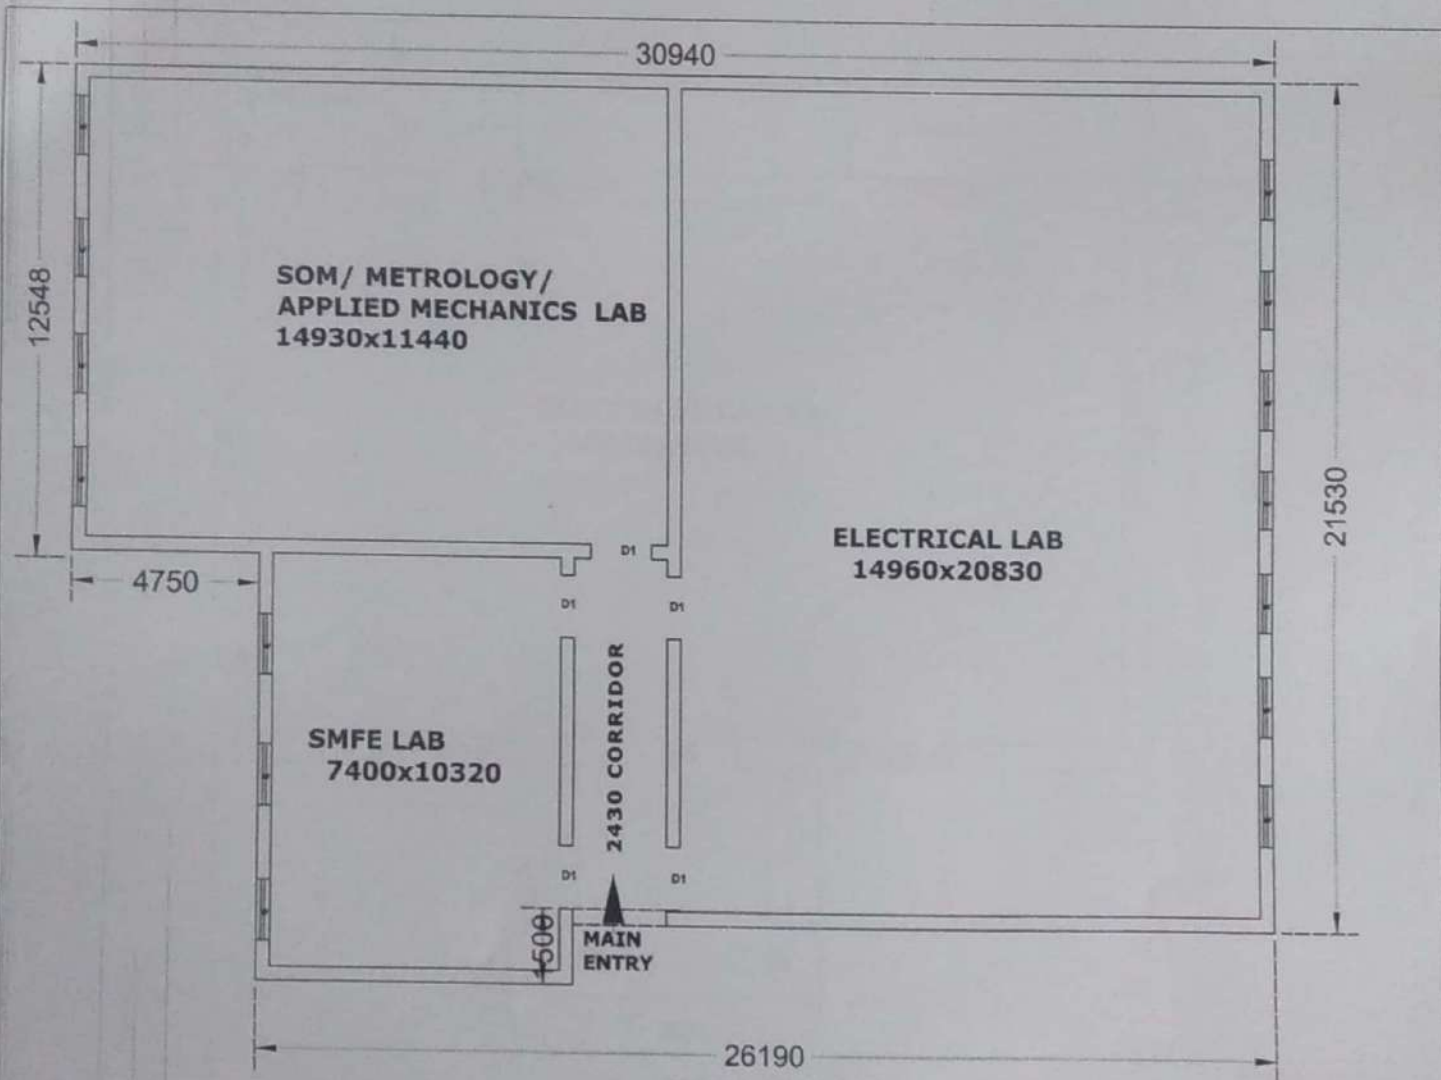 30940
12548
SOM/ METROLOGY/
APPLIED MECHANICS LAB
14930x11440
21530
ELECTRICAL LAB
14960x20830
D1
4750
D1
D1
2430 CORRIDOR
SMFE LAB
7400x10320
D1
D1
1500
MAIN
ENTRY
26190